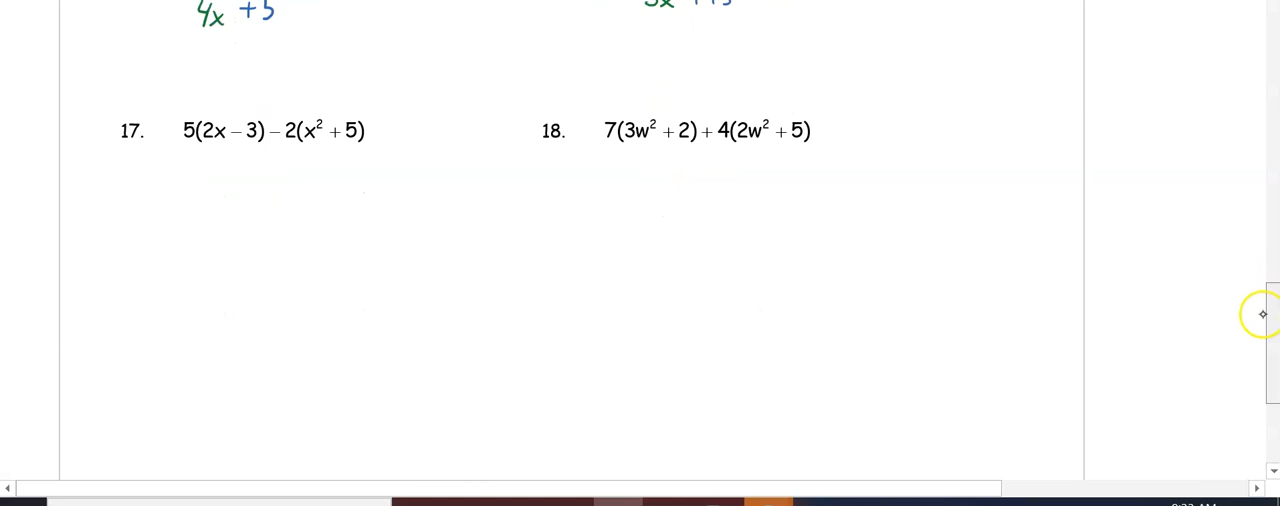 4x +5
17. 5(2x – 3) – 2(x² + 5)
18. 7(3w² + 2) + 4(2w² + 5)